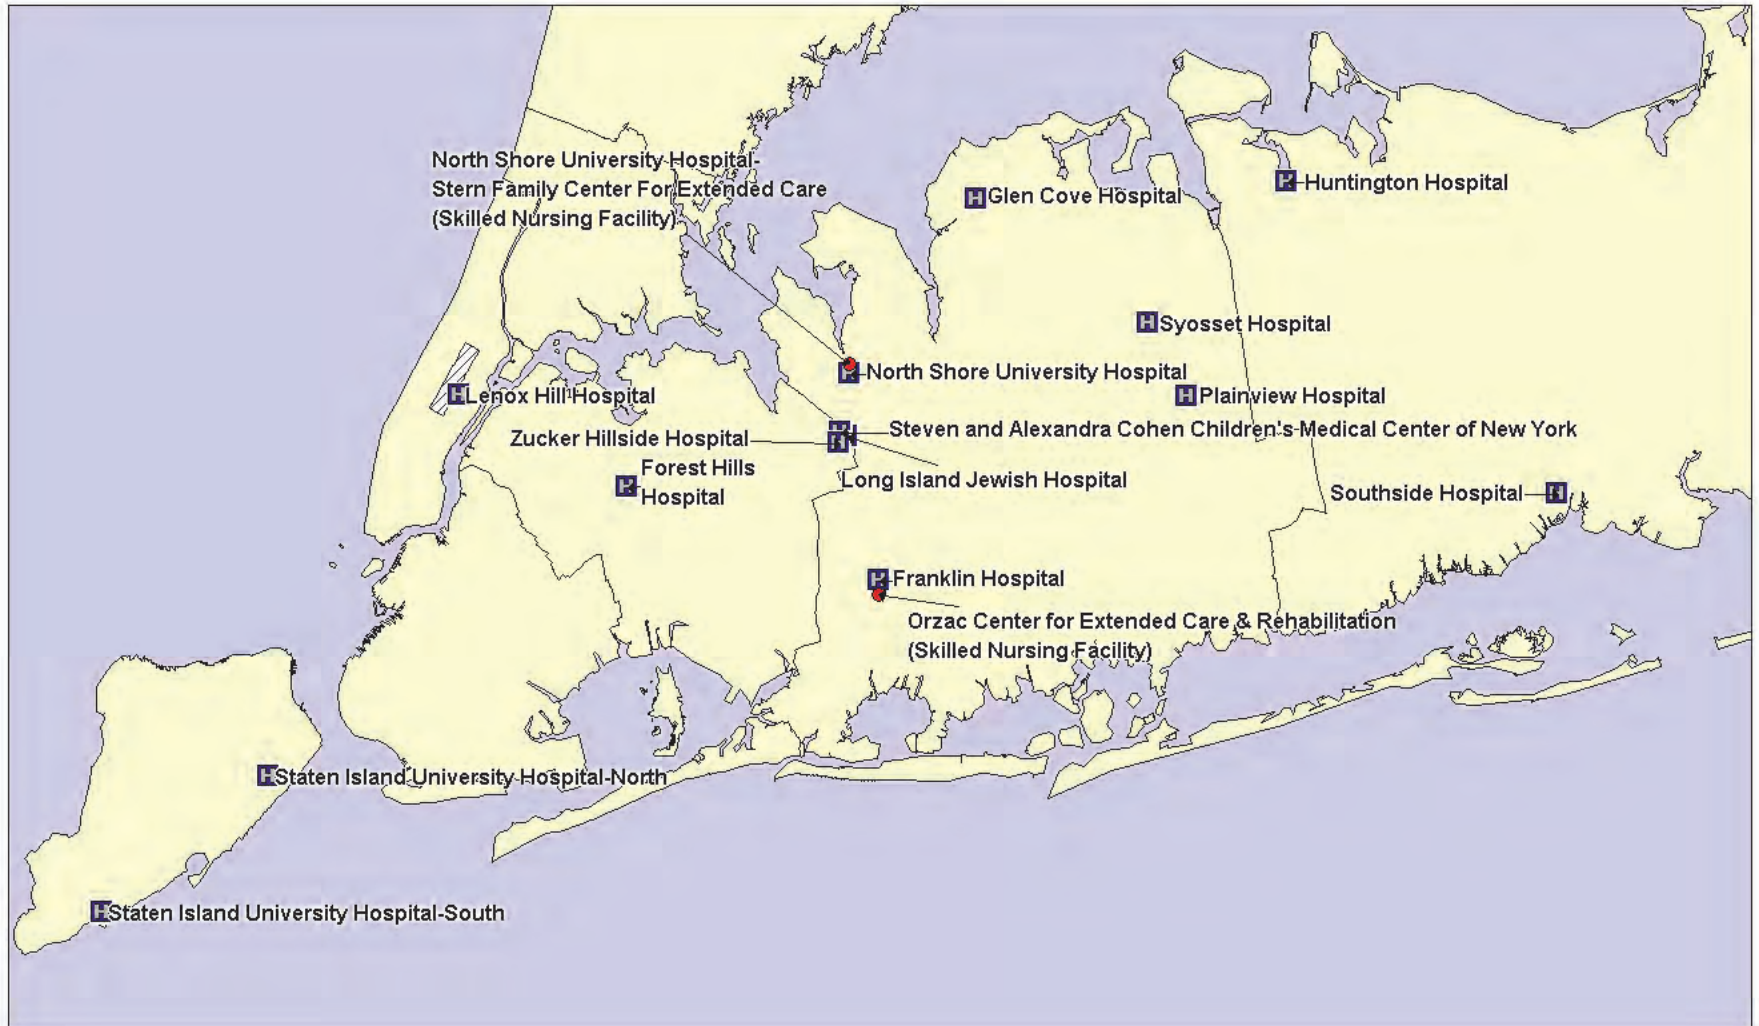 North Shore University Hospital-
Stern Family Center For Extended Care
(Skilled Nursing Facility)
H Glen Cove Hospital
H Huntington Hospital
H Syosset Hospital
H North Shore University Hospital
H Lenox Hill Hospital
H Plainview Hospital
H Steven and Alexandra Cohen Children's Medical Center of New York
Zucker Hillside Hospital H
Forest Hills
H Hospital
Long Island Jewish Hospital
Southside Hospital H
H Franklin Hospital
Orzac Center for Extended Care & Rehabilitation
(Skilled Nursing Facility)
H Staten Island University Hospital-North
H Staten Island University Hospital-South